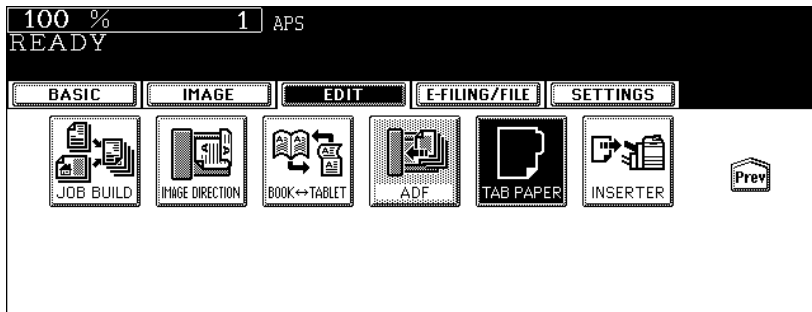 100 % 1 APS
READY
BASIC IMAGE EDIT E-FILING/FILE SETTINGS
JOB BUILD IMAGE DIRECTION BOOK↔TABLET ADF TAB PAPER INSERTER Prev